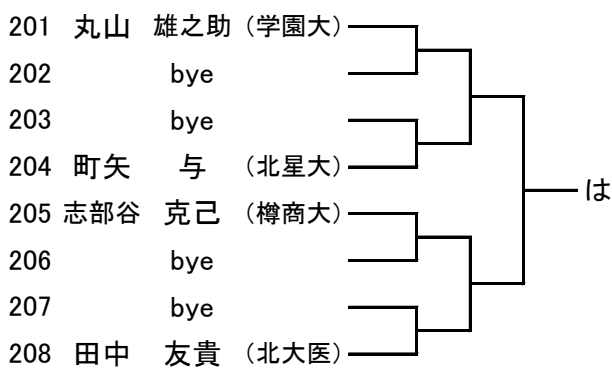 201 丸山 雄之助 (学園大)
202 bye
203 bye
204 町矢 与 (北星大)
は
205 志部谷 克己 (樽商大)
206 bye
207 bye
208 田中 友貴 (北大医)